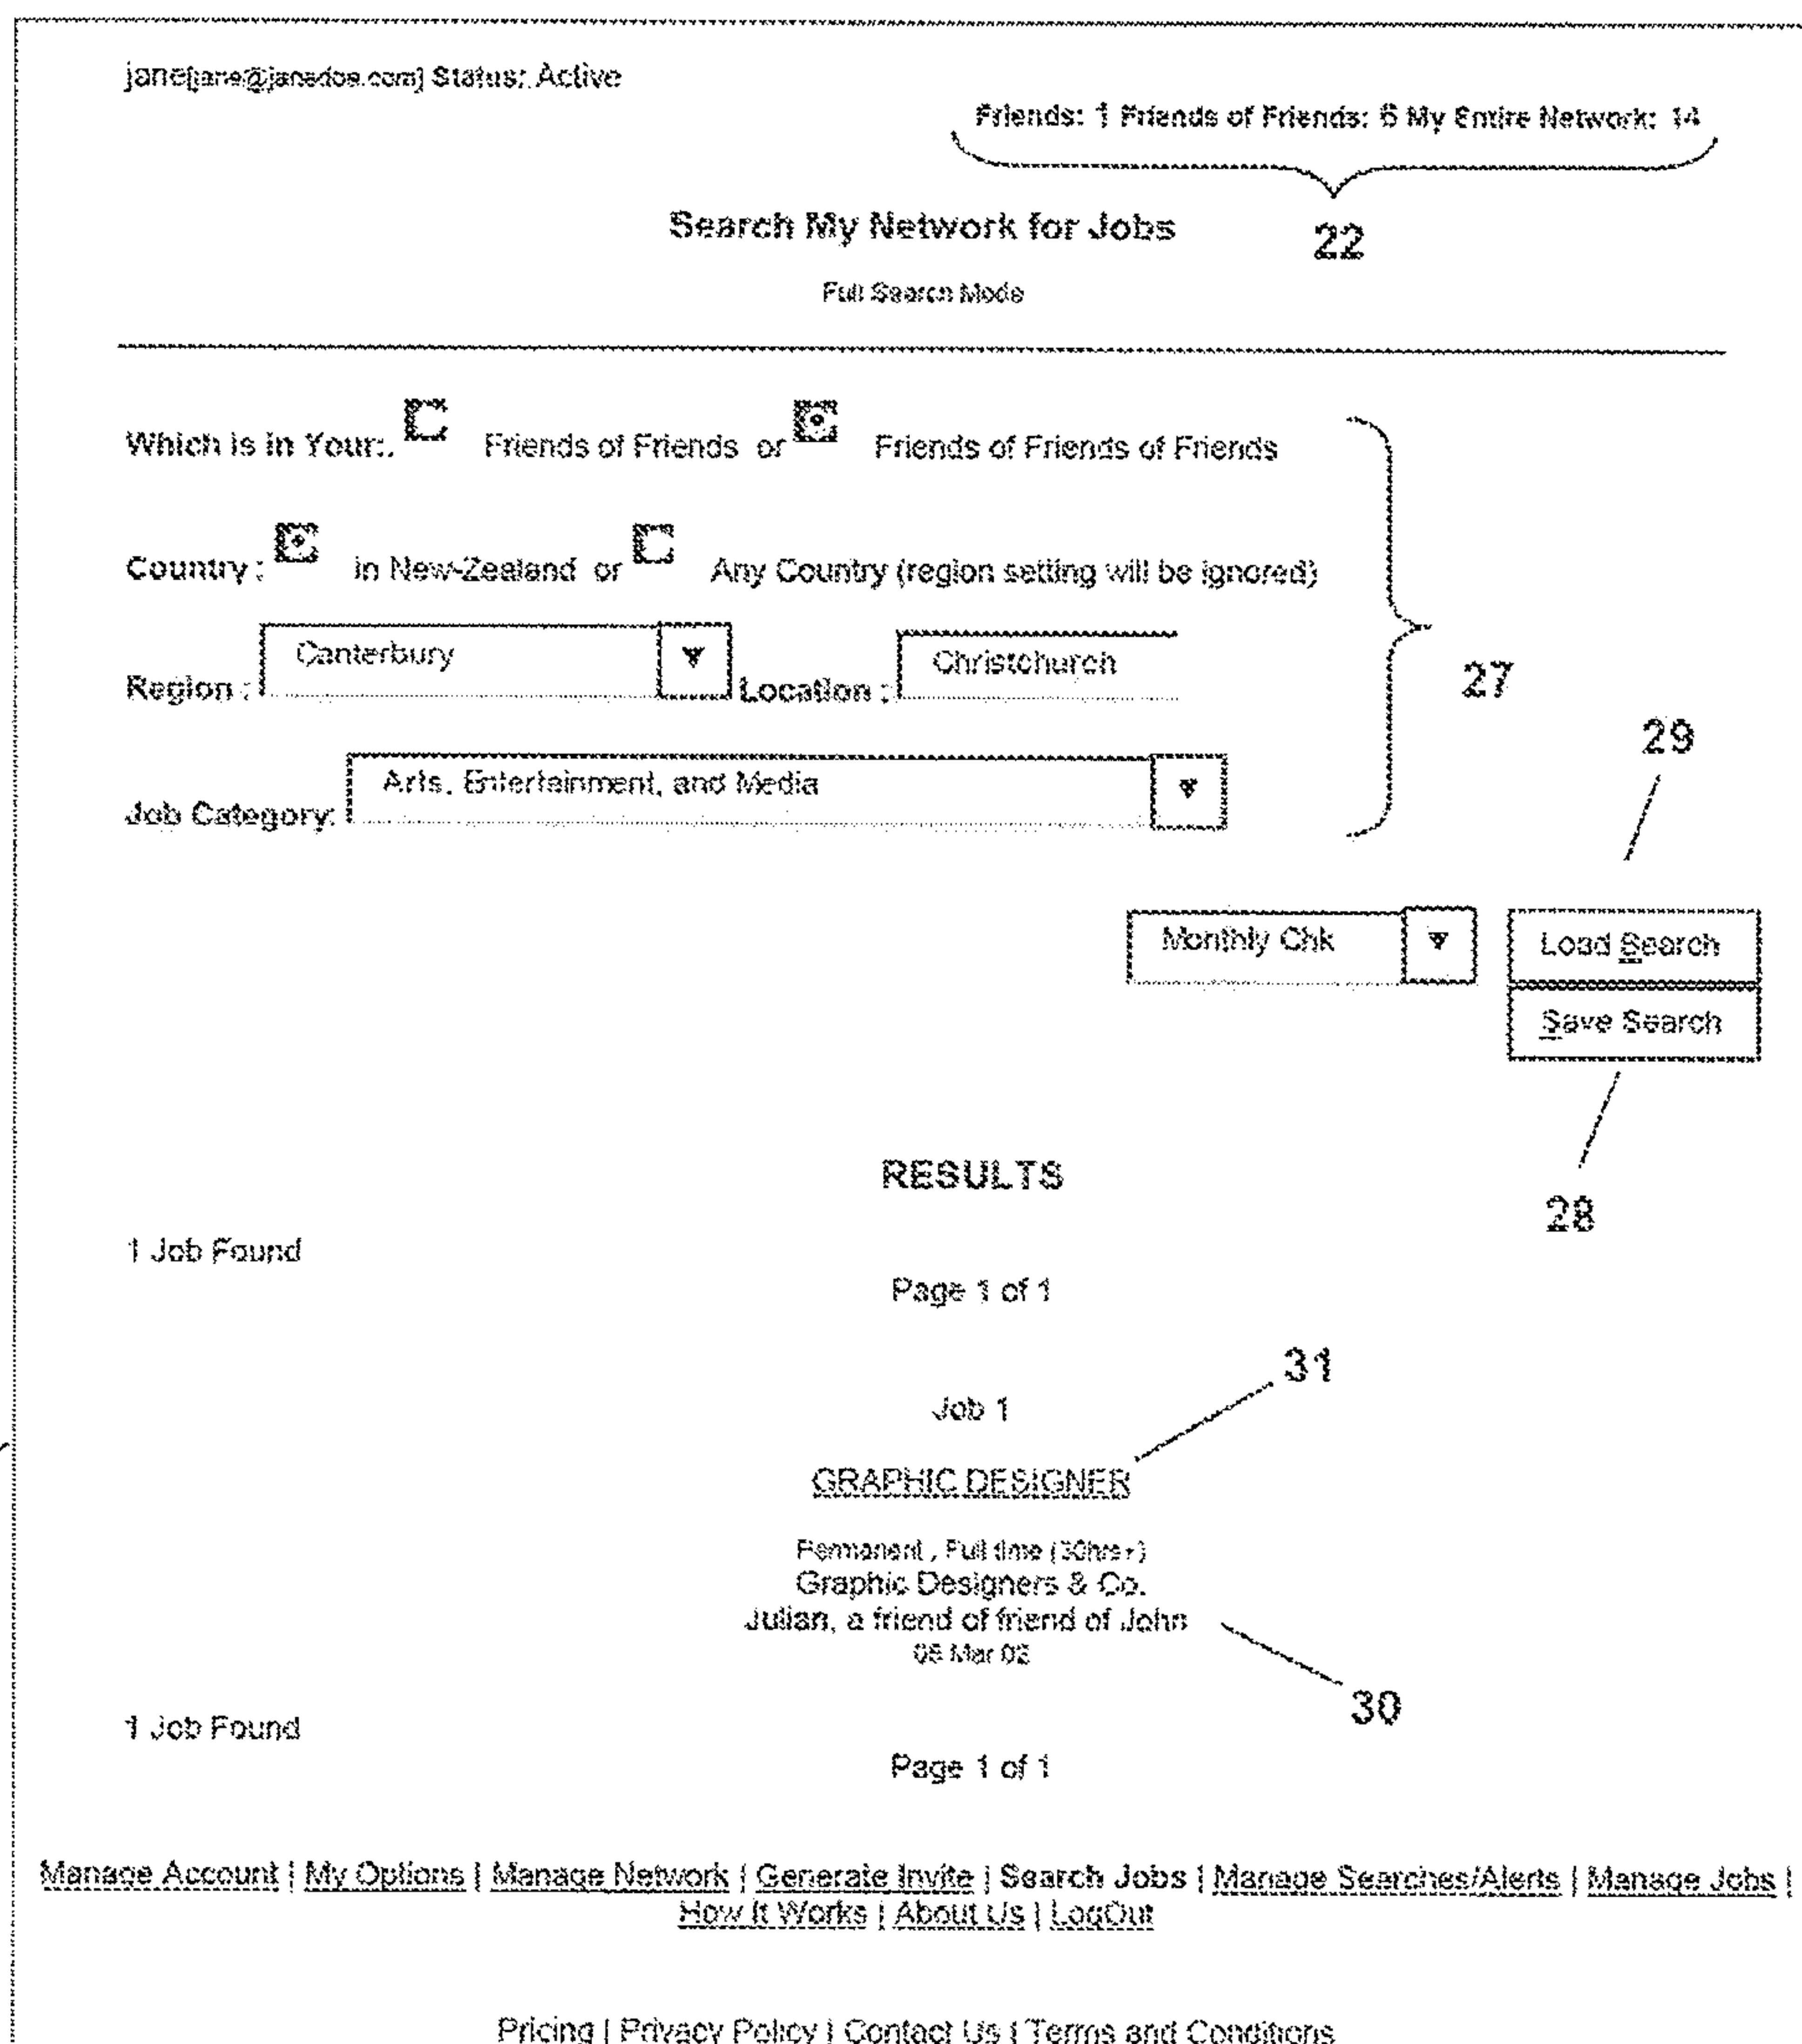 jane[jane@janedoe.com] Status: Active
Friends: 1 Friends of Friends: 6 My Entire Network: 14
22
Search My Network for Jobs
Full Search Mode
Which is in Your:. Friends of Friends or Friends of Friends of Friends
Country : in New-Zealand or Any Country (region setting will be ignored)
Region : Canterbury Location : Christchurch
27
29
Job Category: Arts, Entertainment, and Media
Monthly Chk Load Search
Save Search
28
RESULTS
1 Job Found
Page 1 of 1
31
Job 1
GRAPHIC DESIGNER
Permanent , Full time (30hrs+)
Graphic Designers & Co.
Julian, a friend of friend of John
Mar
30
1 Job Found
Page 1 of 1
Manage Account | My Options | Manage Network | Generate Invite | Search Jobs | Manage Searches/Alerts | Manage Jobs |
How It Works | About Us | LogOut
Pricing | Privacy Policy | Contact Us | Terms and Conditions